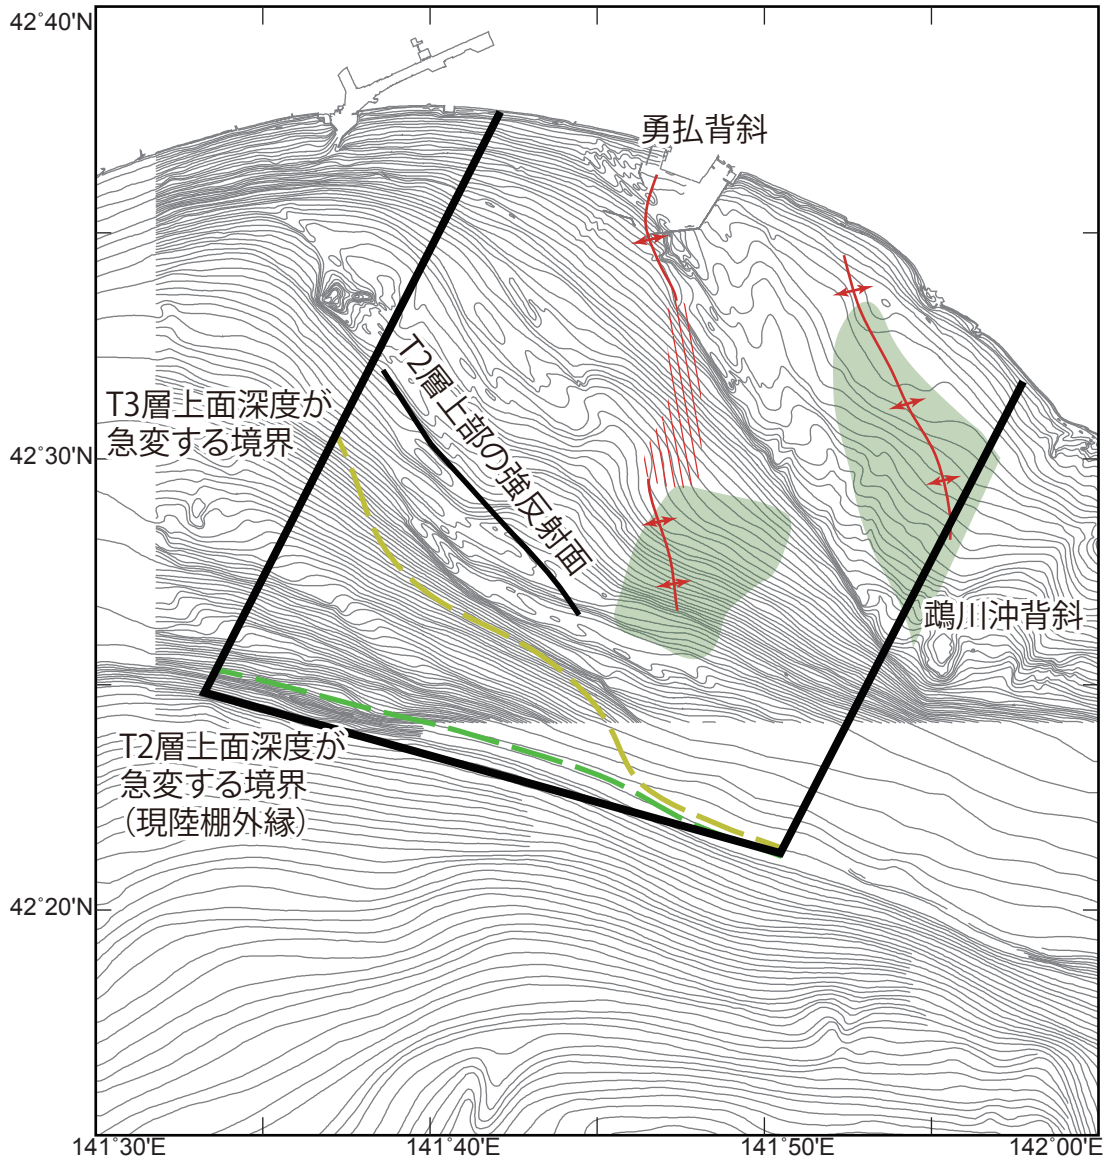 42˚40'N
勇払背斜
T2層上部の強反射面
T3層上面深度が
急変する境界
42˚30'N
鵡川沖背斜
T2層上面深度が
急変する境界
（現陸棚外縁）
42˚20'N
141˚30'E
141˚40'E
141˚50'E
142˚00'E